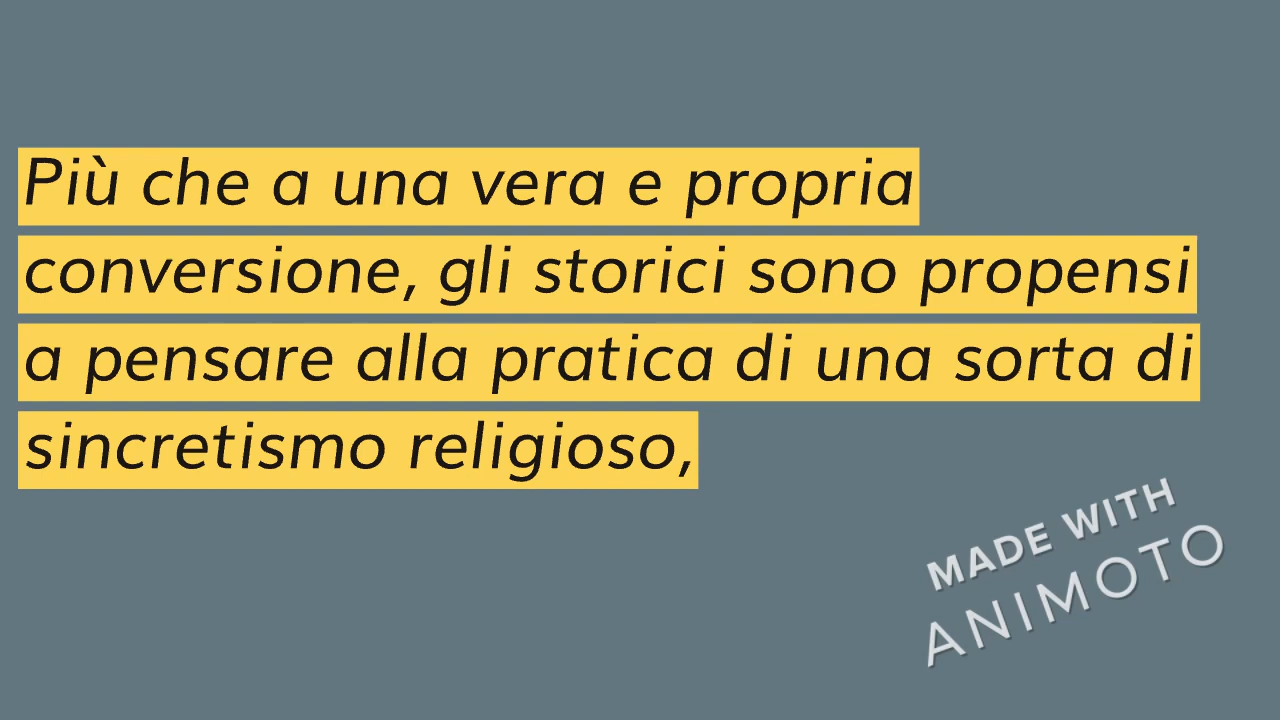 Più che a una vera e propria
conversione, gli storici sono propensi
a pensare alla pratica di una sorta di
sincretismo religioso,
MADE WITH
ANIMOTO